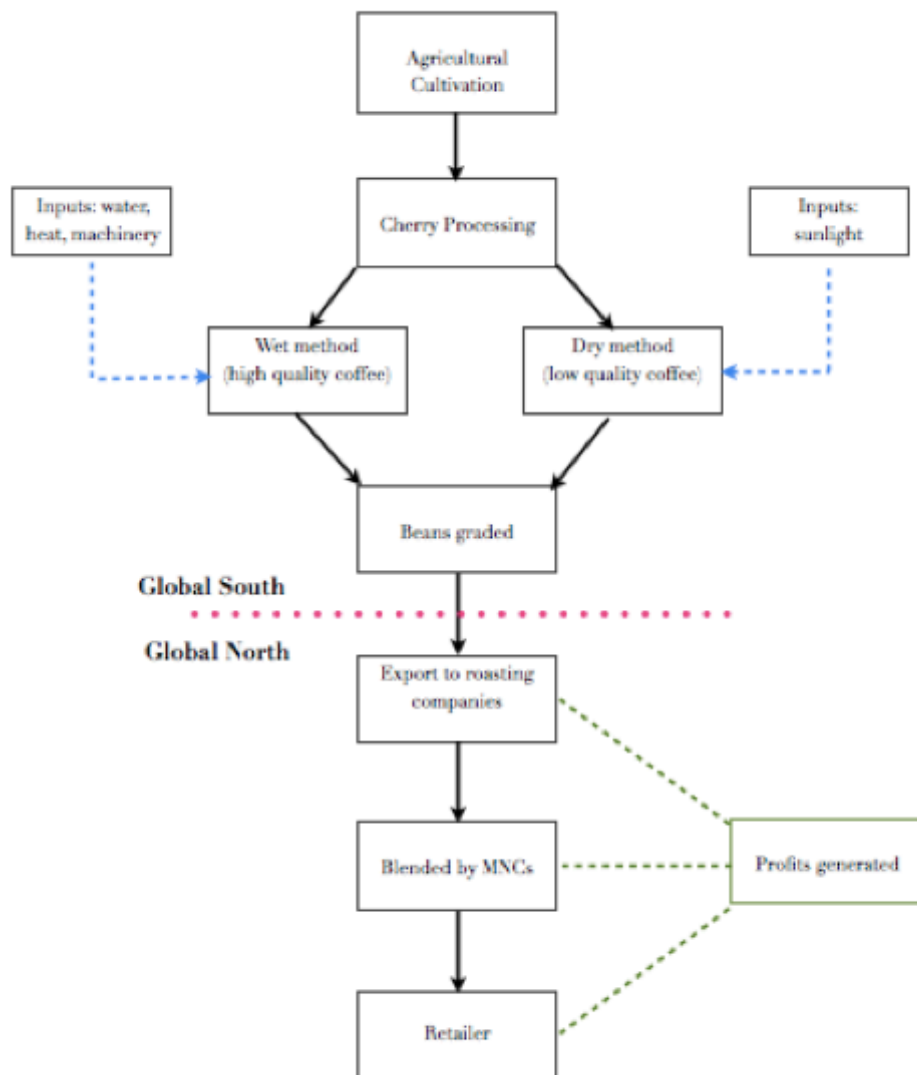 Agricultural
Cultivation
Inputs: water,
heat, machinery
Cherry Processing
Inputs:
sunlight
Wet method
(high quality coffee)
Dry method
(low quality coffee)
Beans graded
Global South
Global North
Export to roasting
companies
Blended by MNCs
Profits generated
Retailer